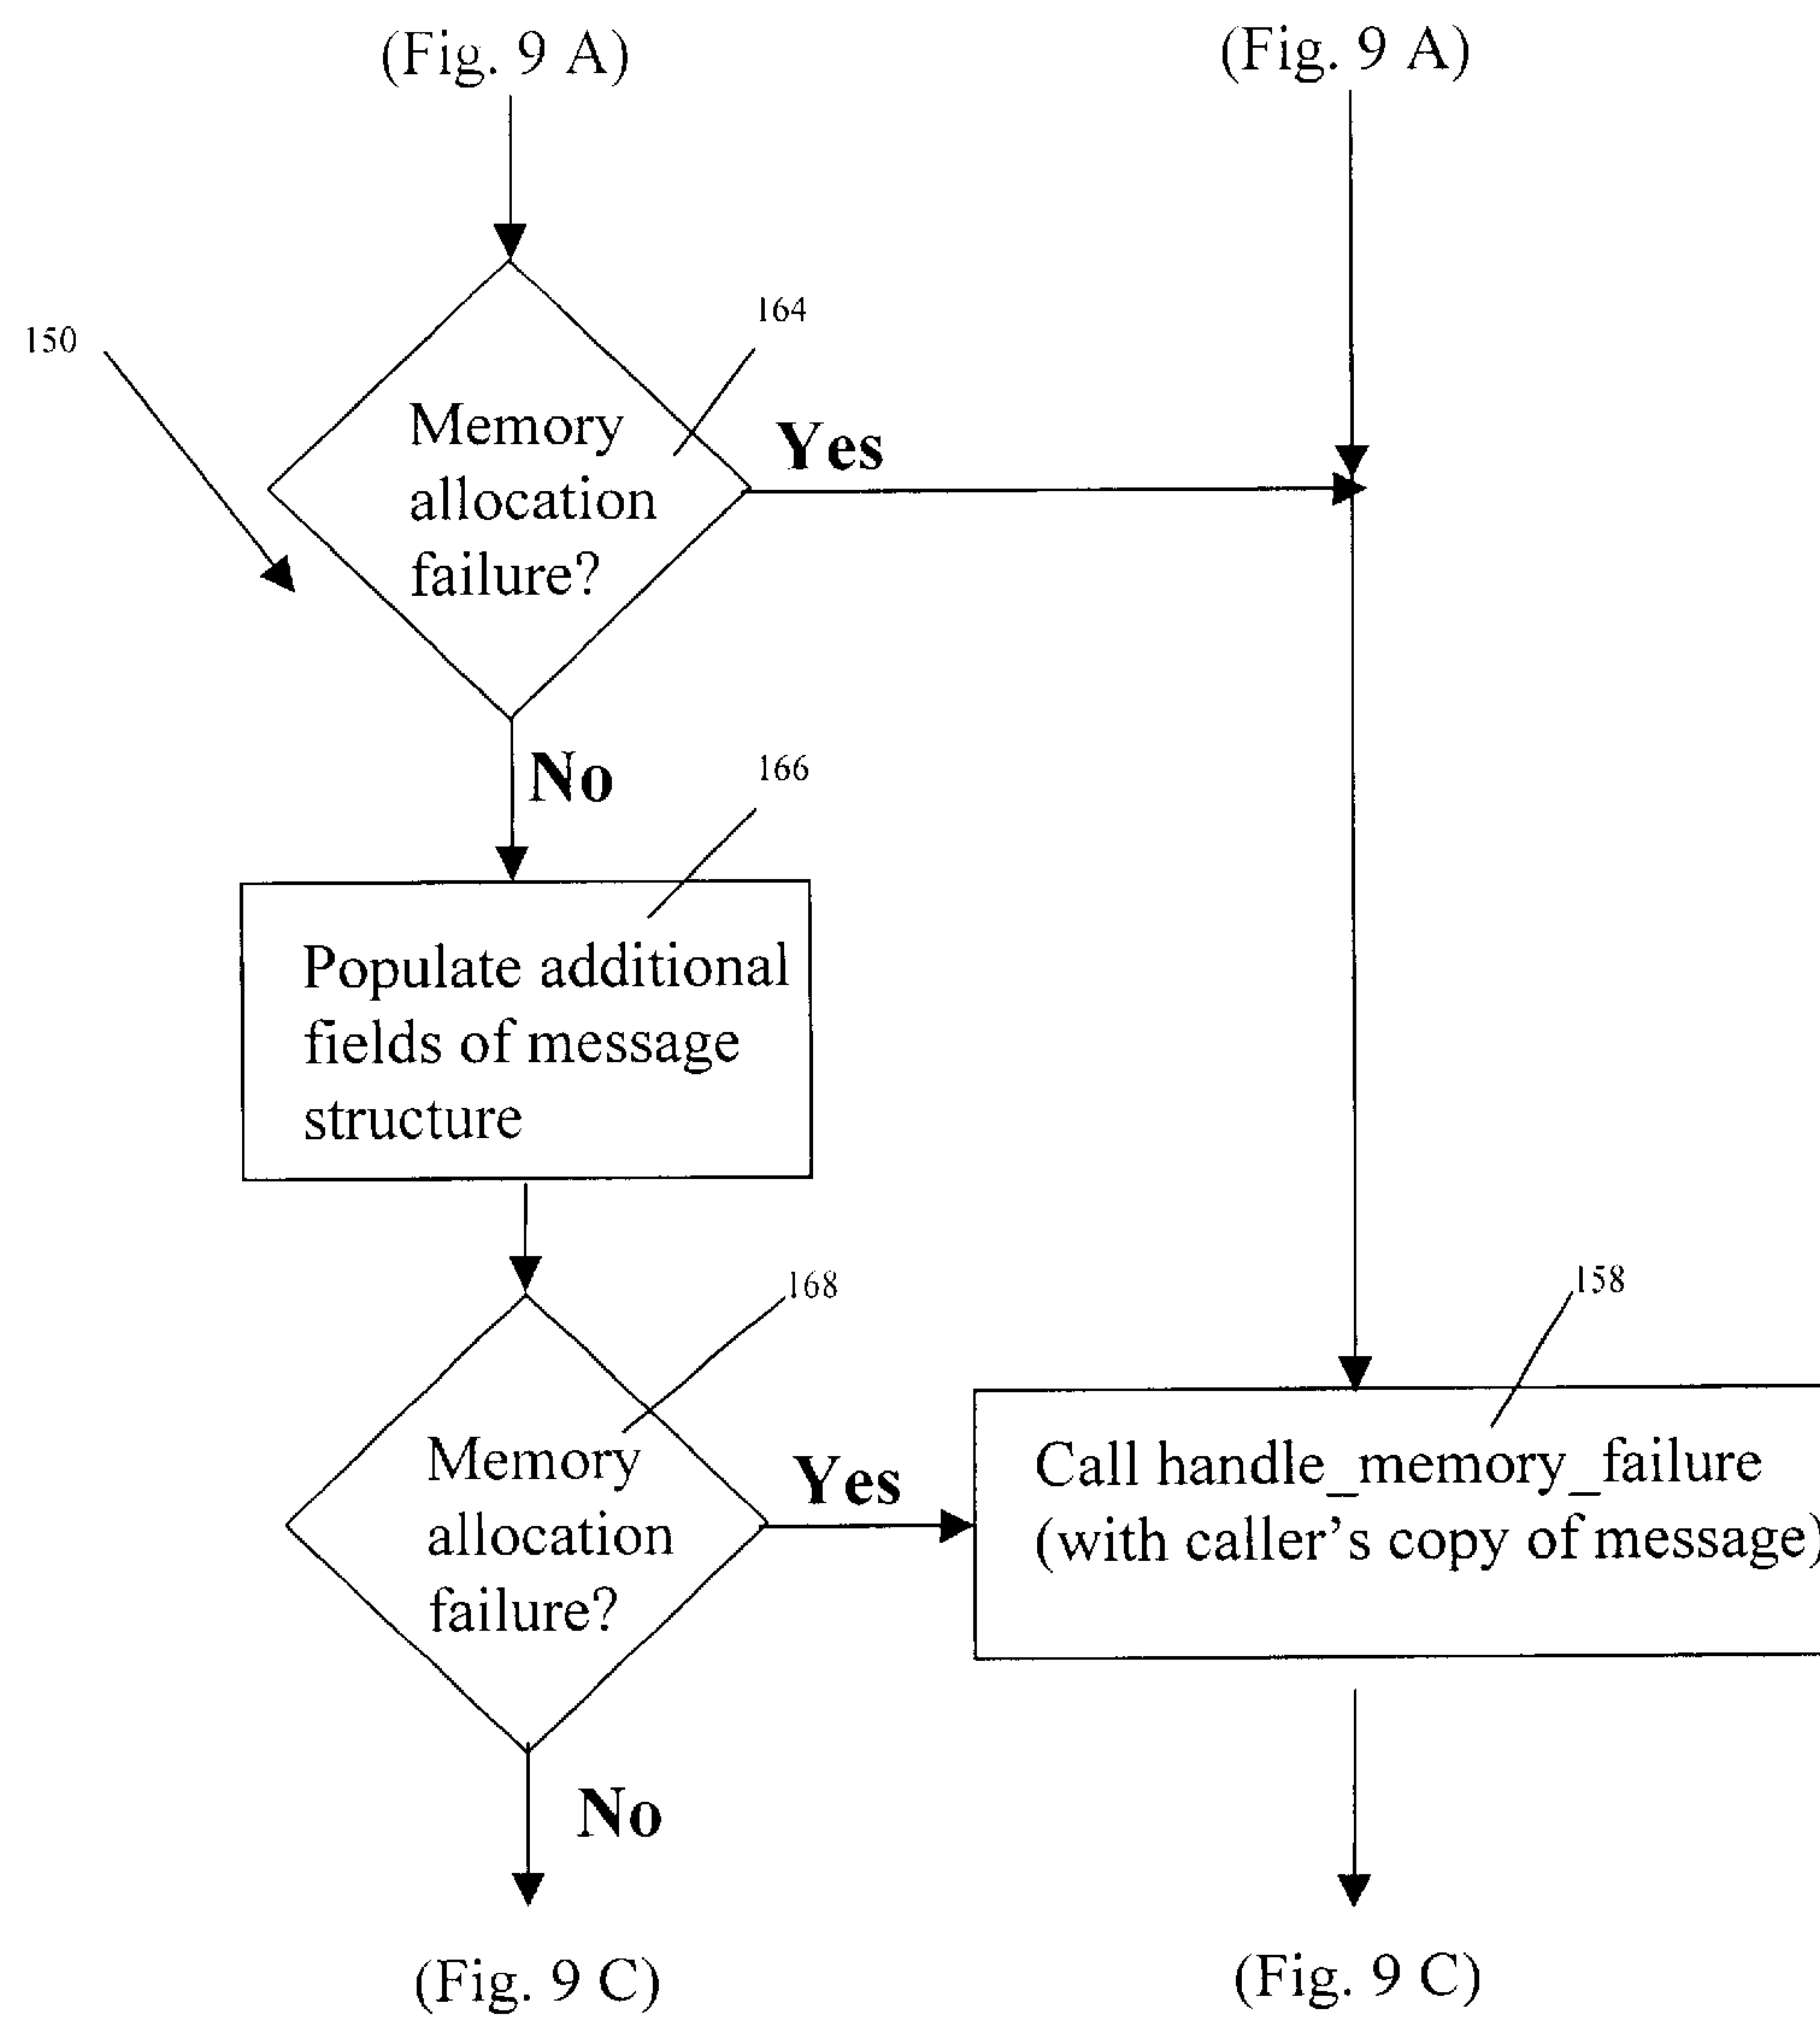 (Fig. 9 A)
(Fig. 9 A)
150
164
Memory
allocation
failure?
Yes
No
166
Populate additional
fields of message
structure
168
158
Memory
allocation
failure?
Yes
Call handle_memory_failure
(with caller's copy of message)
No
(Fig. 9 C)
(Fig. 9 C)